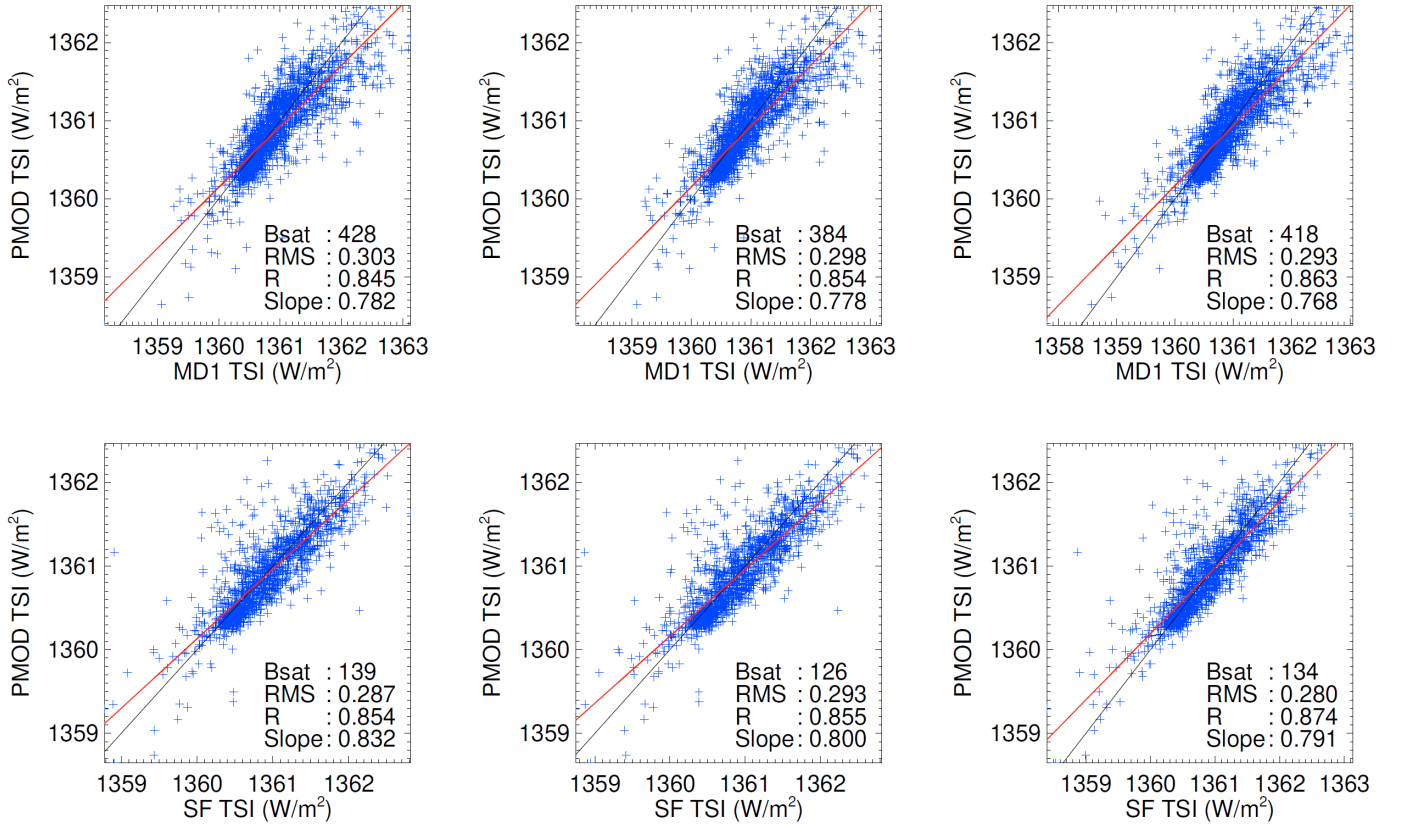 PMOD TSI (W/m²)
1362
1361
1360
1359
Bsat : 428
RMS : 0.303
R : 0.845
Slope : 0.782
1359 1360 1361 1362 1363
MD1 TSI (W/m²)
PMOD TSI (W/m²)
1362
1361
1360
1359
Bsat : 384
RMS : 0.298
R : 0.854
Slope : 0.778
1359 1360 1361 1362 1363
MD1 TSI (W/m²)
PMOD TSI (W/m²)
1362
1361
1360
1359
Bsat : 418
RMS : 0.293
R : 0.863
Slope : 0.768
1358 1359 1360 1361 1362 1363
MD1 TSI (W/m²)
PMOD TSI (W/m²)
1362
1361
1360
1359
Bsat : 139
RMS : 0.287
R : 0.854
Slope : 0.832
1359 1360 1361 1362
SF TSI (W/m²)
PMOD TSI (W/m²)
1362
1361
1360
1359
Bsat : 126
RMS : 0.293
R : 0.855
Slope : 0.800
1359 1360 1361 1362
SF TSI (W/m²)
PMOD TSI (W/m²)
1362
1361
1360
1359
Bsat : 134
RMS : 0.280
R : 0.874
Slope : 0.791
1359 1360 1361 1362 1363
SF TSI (W/m²)